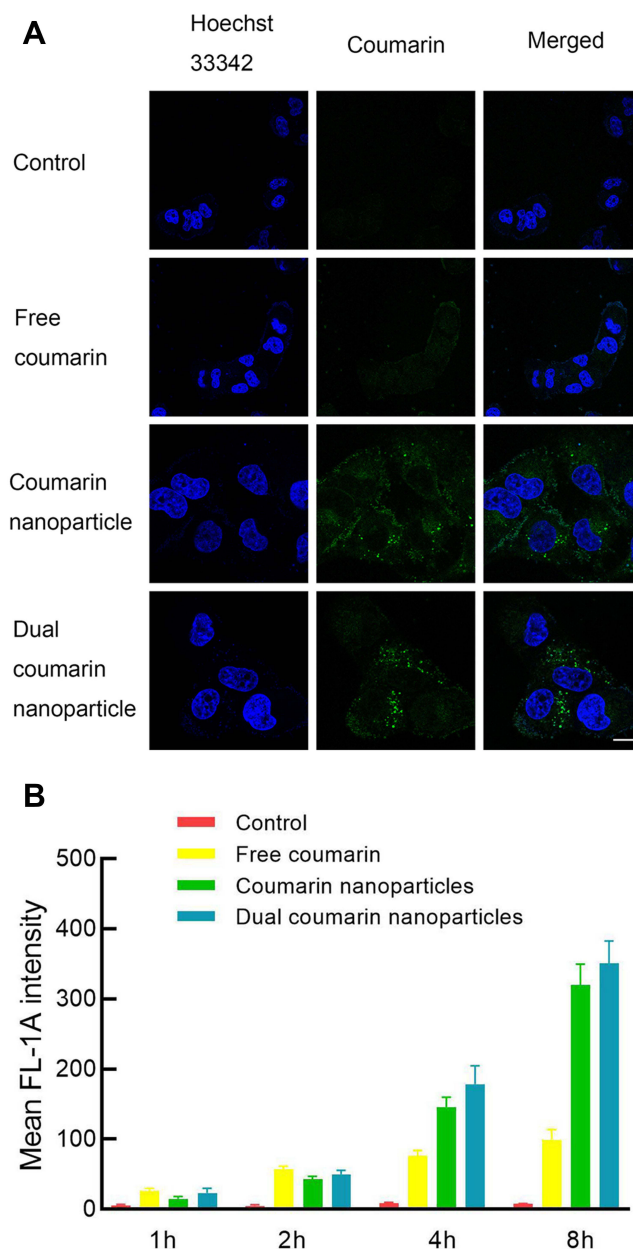 A
Hoechst
33342
Coumarin
Merged
Control
Free
coumarin
Coumarin
nanoparticle
Dual
coumarin
nanoparticle
B
Control
Free coumarin
Coumarin nanoparticles
Dual coumarin nanoparticles
Mean FL-1A intensity
500
400
300
200
100
0
1h
2h
4h
8h